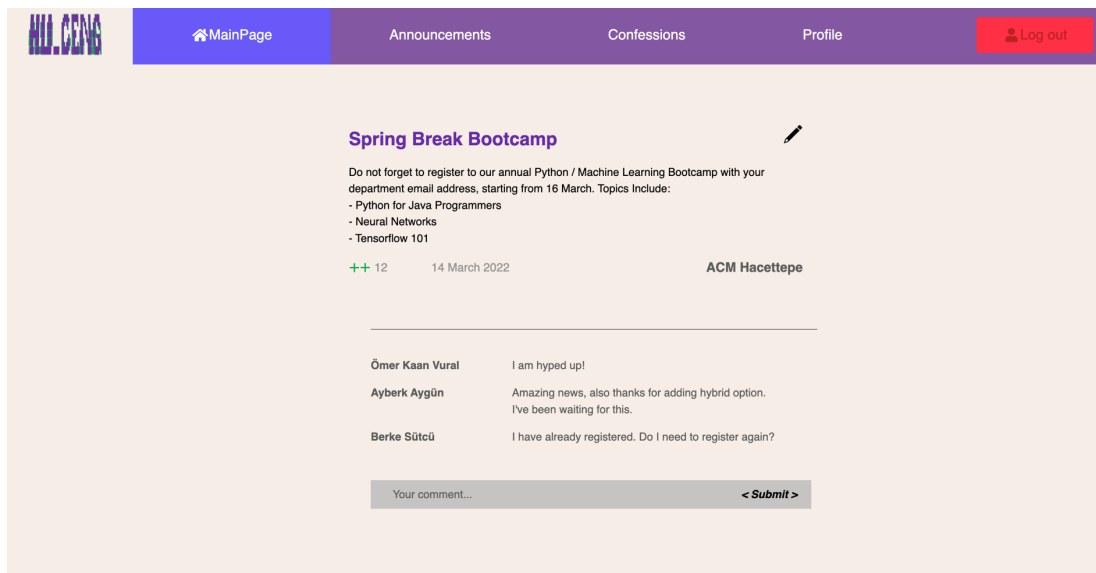 HU_CENG
MainPage
Announcements
Confessions
Profile
Log out
Spring Break Bootcamp
Do not forget to register to our annual Python / Machine Learning Bootcamp with your
department email address, starting from 16 March. Topics Include:
- Python for Java Programmers
- Neural Networks
- Tensorflow 101
++ 12 14 March 2022 ACM Hacettepe
Ömer Kaan Vural I am hyped up!
Ayberk Aygün Amazing news, also thanks for adding hybrid option.
I've been waiting for this.
Berke Sütcü I have already registered. Do I need to register again?
Your comment... < Submit >